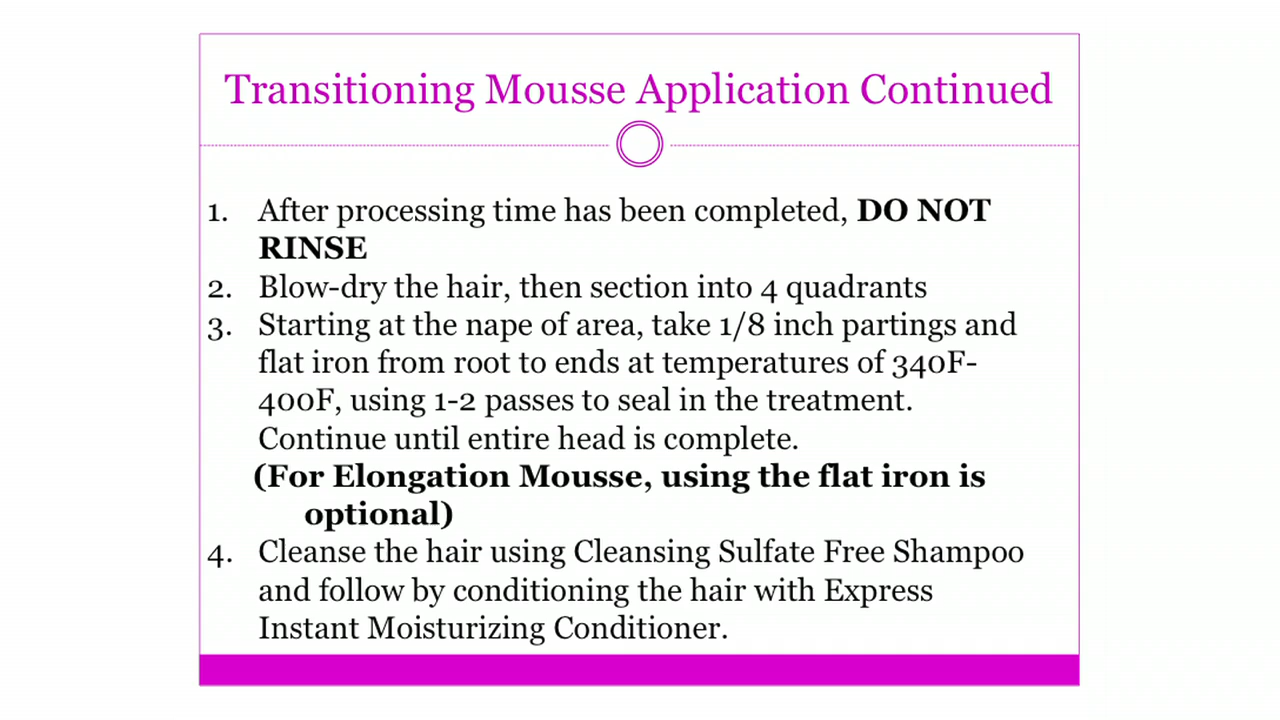 Transitioning Mousse Application Continued
1. After processing time has been completed, DO NOT
RINSE
2. Blow-dry the hair, then section into 4 quadrants
3. Starting at the nape of area, take 1/8 inch partings and
flat iron from root to ends at temperatures of 340F-
400F, using 1-2 passes to seal in the treatment.
Continue until entire head is complete.
(For Elongation Mousse, using the flat iron is
optional)
4. Cleanse the hair using Cleansing Sulfate Free Shampoo
and follow by conditioning the hair with Express
Instant Moisturizing Conditioner.